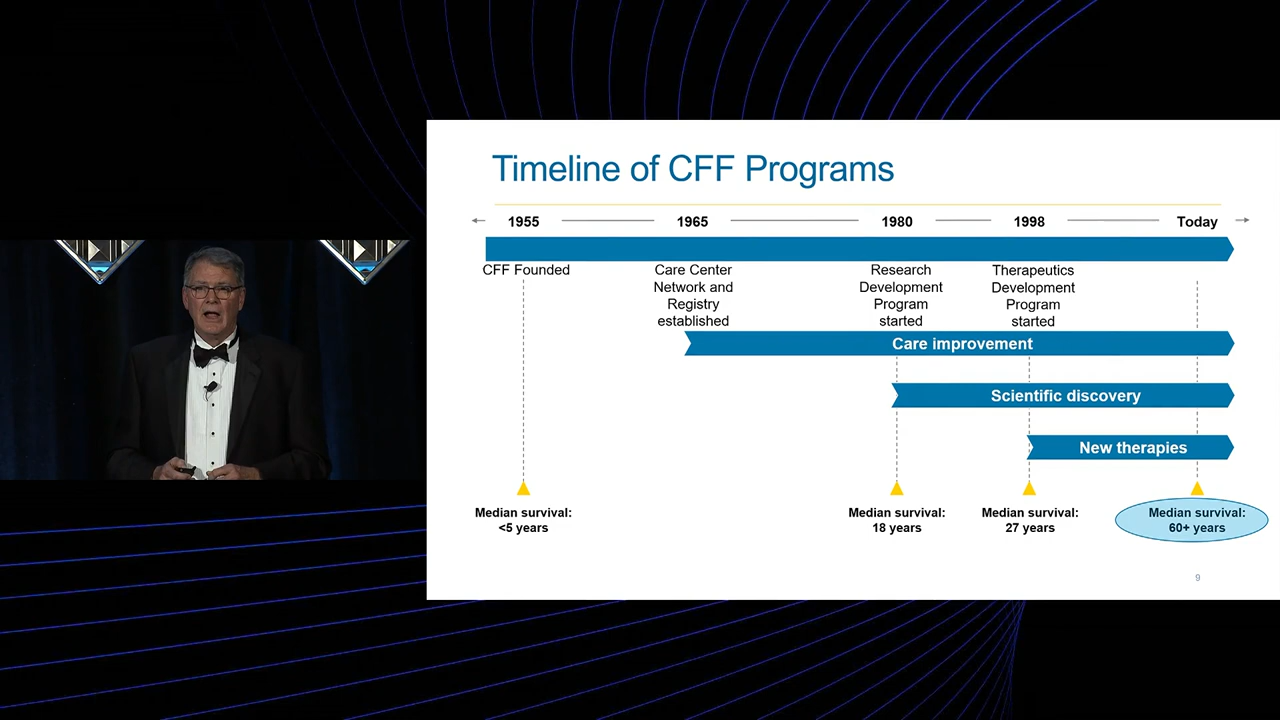 Timeline of CFF Programs
1955
1965
1980
1998
Today
CFF Founded
Care Center
Network and
Registry
established
Research
Development
Program
started
Therapeutics
Development
Program
started
Care improvement
Scientific discovery
New therapies
Median survival:
<5 years
Median survival:
18 years
Median survival:
27 years
Median survival:
60+ years
9